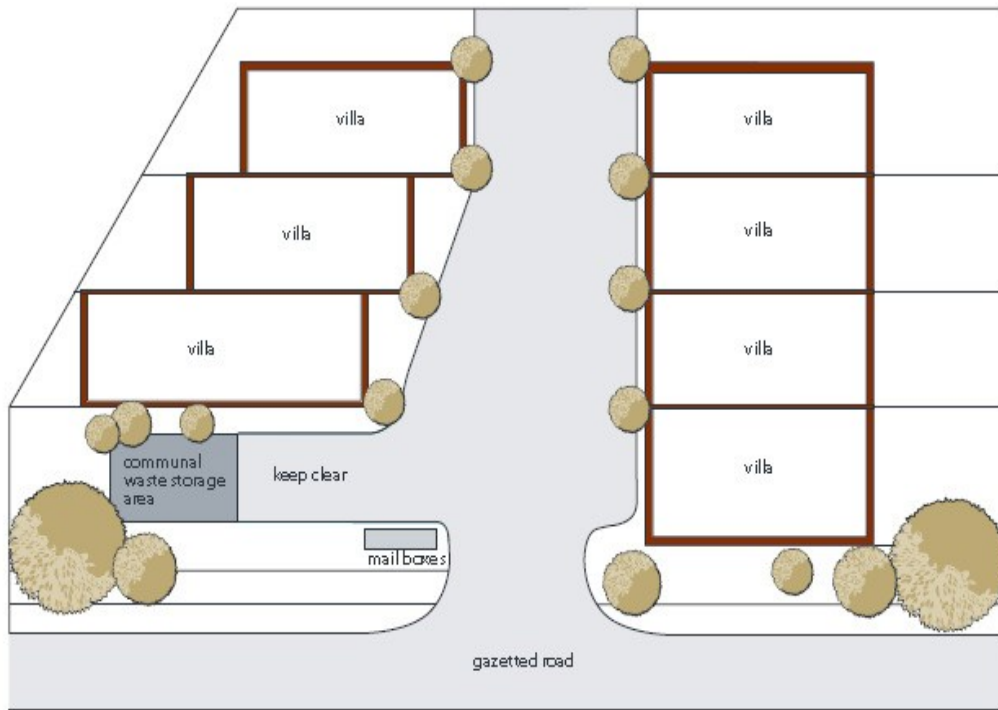 villa
villa
villa
villa
villa
villa
villa
communal
waste storage
area
keep clear
mail boxes
gazetted road